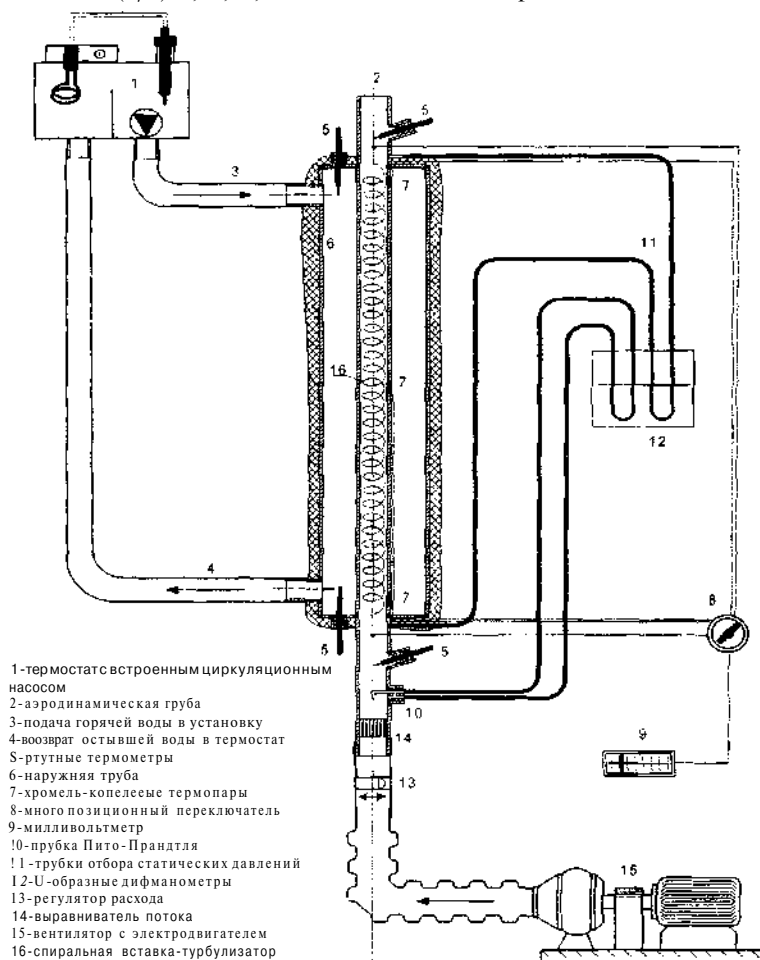 1
2
5
5
3
7
11
6
16
7
12
4
7
8
5
5
10
14
9
13
15
1-термостат с встроенным циркуляционным
насосом
2-аэродинамическая груба
3-подача горячей воды в установку
4-воозврат остывшей воды в термостат
S-ртутные термометры
6-наружняя труба
7-хромель-копелеые термопары
8-много позиционный переключатель
9-милливольтметр
!0-прубка Пито-Прандтля
! 1-трубки отбора статических давлений
I 2-U-образные дифманометры
13-регулятор расхода
14-выравниватель потока
15-вентилятор с электродвигателем
16-спиральная вставка-турбулизатор